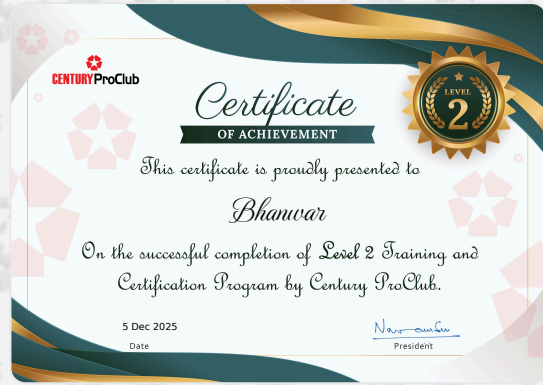 CENTURY ProClub
Certificate
OF ACHIEVEMENT
LEVEL
2
This certificate is proudly presented to
Bhanwar
On the successful completion of Level 2 Training and
Certification Program by Century ProClub.
5 Dec 2025
Date
President